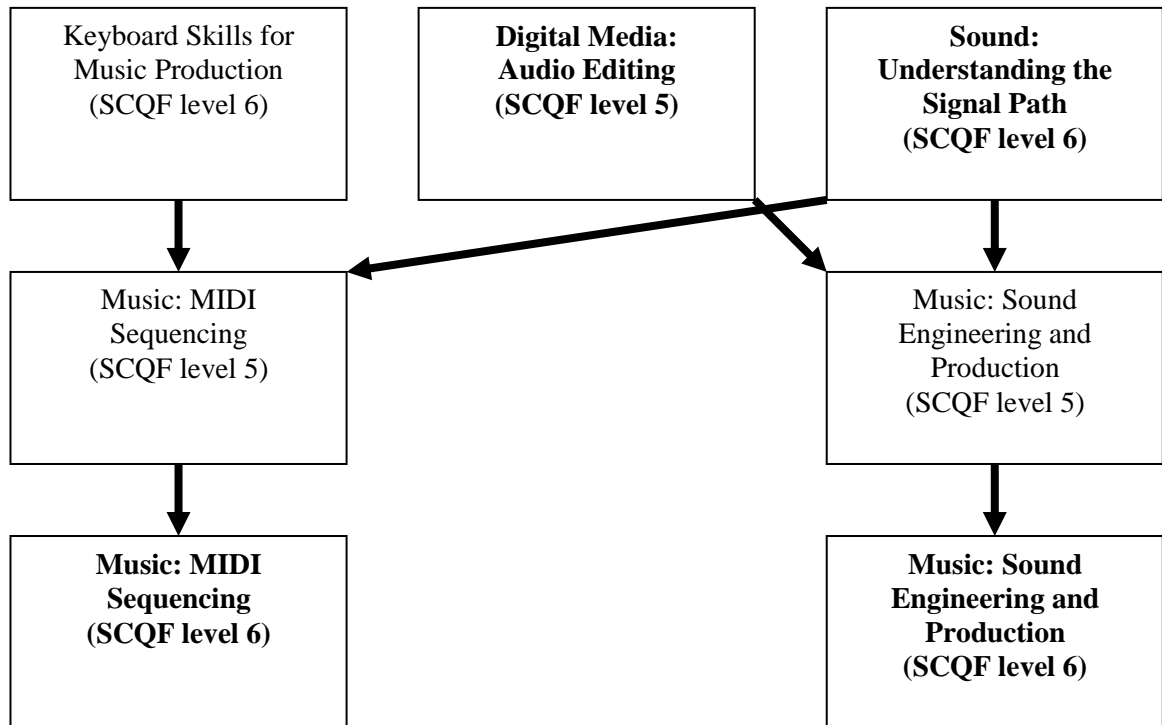 Keyboard Skills for
Music Production
(SCQF level 6)
Digital Media:
Audio Editing
(SCQF level 5)
Sound:
Understanding the
Signal Path
(SCQF level 6)
Music: MIDI
Sequencing
(SCQF level 5)
Music: Sound
Engineering and
Production
(SCQF level 5)
Music: MIDI
Sequencing
(SCQF level 6)
Music: Sound
Engineering and
Production
(SCQF level 6)